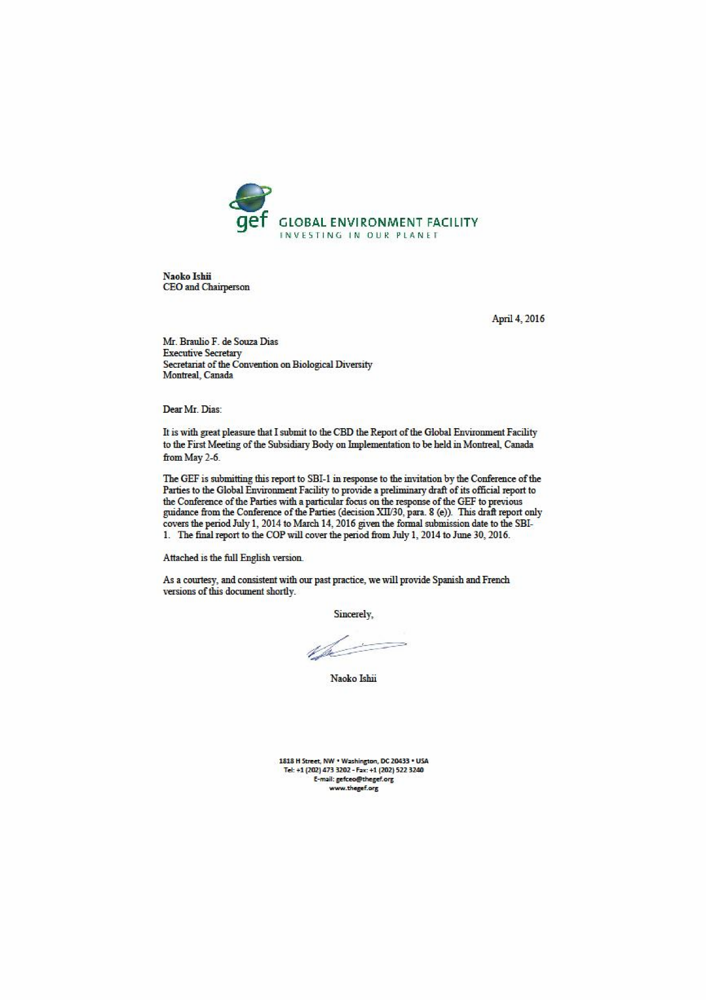 gef GLOBAL ENVIRONMENT FACILITY
INVESTING IN OUR PLANET
Naoko Ishii
CEO and Chairperson
April 4, 2016
Mr. Braulio F. de Souza Dias
Executive Secretary
Secretariat of the Convention on Biological Diversity
Montreal, Canada
Dear Mr. Dias:
It is with great pleasure that I submit to the CBD the Report of the Global Environment Facility
to the First Meeting of the Subsidiary Body on Implementation to be held in Montreal, Canada
from May 2-6.
The GEF is submitting this report to SBI-1 in response to the invitation by the Conference of the
Parties to the Global Environment Facility to provide a preliminary draft of its official report to
the Conference of the Parties with a particular focus on the response of the GEF to previous
guidance from the Conference of the Parties (decision XII/30, para. 8 (e)). This draft report only
covers the period July 1, 2014 to March 14, 2016 given the formal submission date to the SBI-
1. The final report to the COP will cover the period from July 1, 2014 to June 30, 2016.
Attached is the full English version.
As a courtesy, and consistent with our past practice, we will provide Spanish and French
versions of this document shortly.
Sincerely,
Naoko Ishii
1818 H Street, NW • Washington, DC 20433 • USA
Tel: +1 (202) 473 3202 - Fax: +1 (202) 522 3240
E-mail: gefceo@thegef.org
www.thegef.org